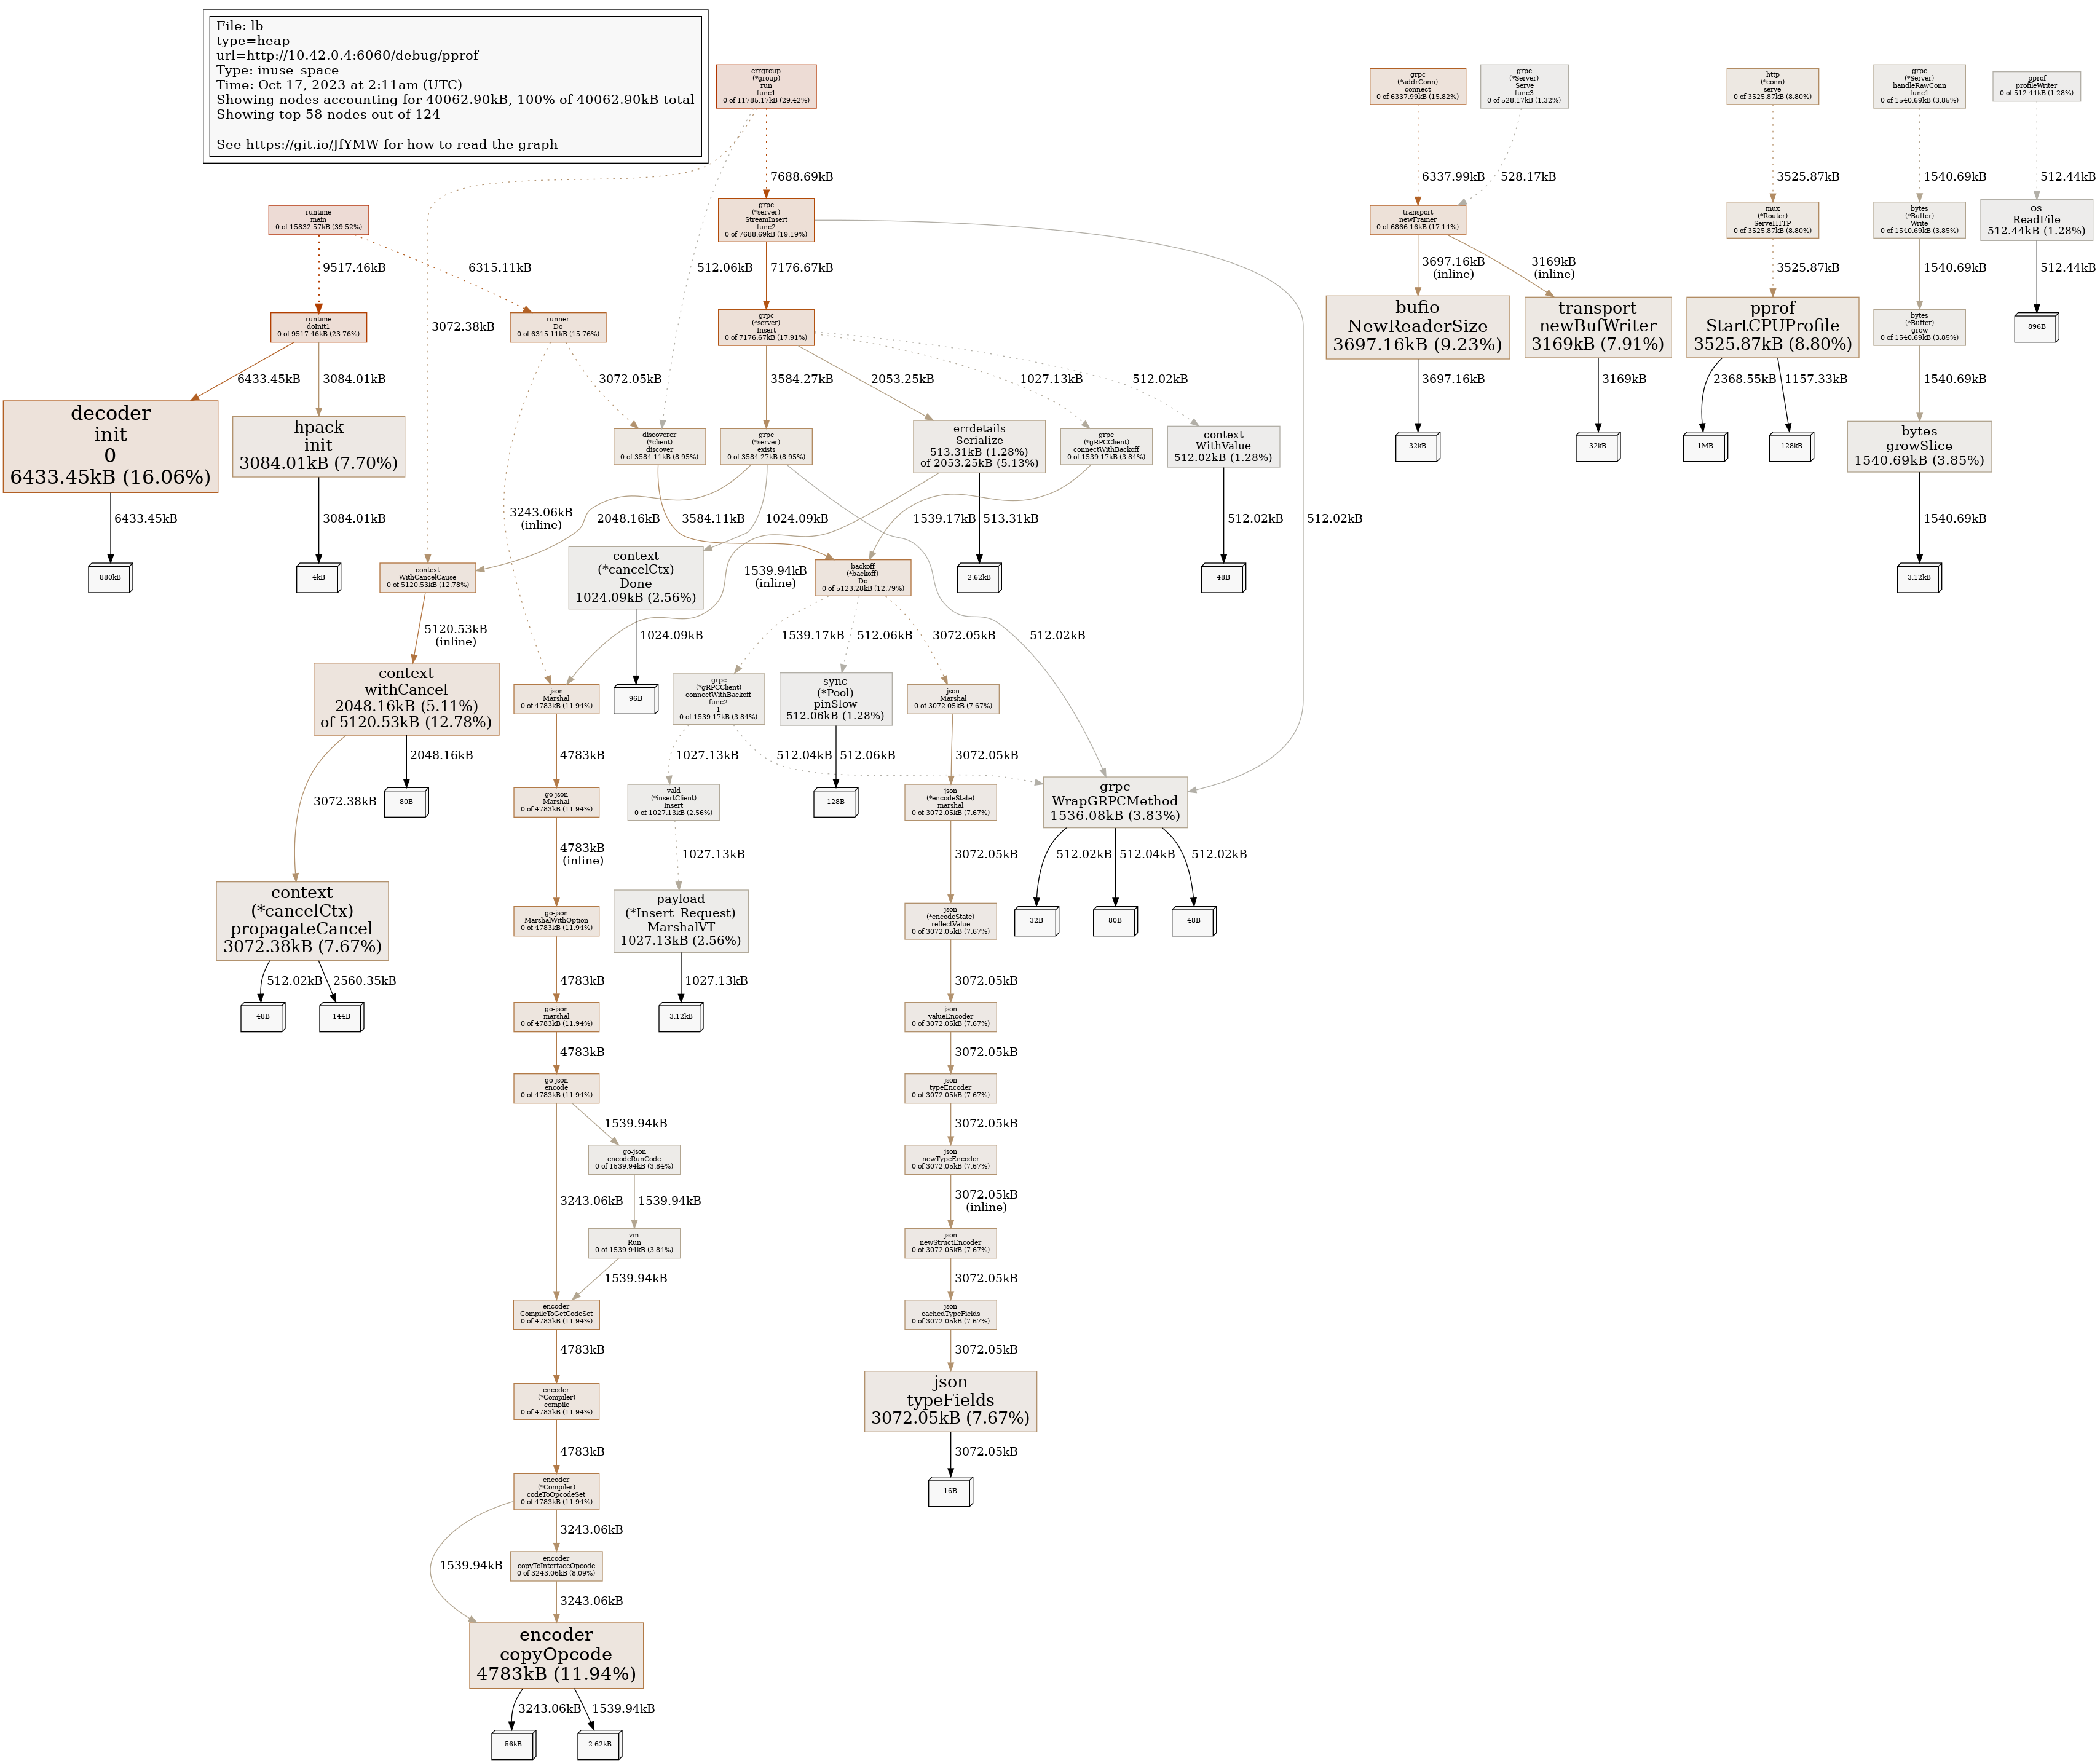 File: lb
type=heap
url=http://10.42.0.4:6060/debug/pprof
Type: inuse_space
Time: Oct 17, 2023 at 2:11am (UTC)
Showing nodes accounting for 40062.90kB, 100% of 40062.90kB total
Showing top 58 nodes out of 124
See https://git.io/JfYMW for how to read the graph
errgroup
(*group)
run
func1
0 of 11785.17kB (29.42%)
grpc
(*addrConn)
connect
0 of 6337.99kB (15.82%)
grpc
(*Server)
Serve
func3
0 of 528.17kB (1.32%)
http
(*conn)
serve
0 of 3525.87kB (8.80%)
grpc
(*Server)
handleRawConn
func1
0 of 1540.69kB (3.85%)
pprof
profileWriter
0 of 512.44kB (1.28%)
7688.69kB
6337.99kB
528.17kB
3525.87kB
1540.69kB
512.44kB
runtime
main
0 of 15832.57kB (39.52%)
grpc
(*server)
StreamInsert
func2
0 of 7688.69kB (19.19%)
transport
newFramer
0 of 6866.16kB (17.14%)
mux
(*Router)
ServeHTTP
0 of 3525.87kB (8.80%)
bytes
(*Buffer)
Write
0 of 1540.69kB (3.85%)
os
ReadFile
512.44kB (1.28%)
9517.46kB
6315.11kB
512.06kB
7176.67kB
3697.16kB
(inline)
3169kB
(inline)
3525.87kB
1540.69kB
512.44kB
runtime
doInit1
0 of 9517.46kB (23.76%)
3072.38kB
runner
Do
0 of 6315.11kB (15.76%)
grpc
(*server)
Insert
0 of 7176.67kB (17.91%)
bufio
NewReaderSize
3697.16kB (9.23%)
transport
newBufWriter
3169kB (7.91%)
pprof
StartCPUProfile
3525.87kB (8.80%)
bytes
(*Buffer)
grow
0 of 1540.69kB (3.85%)
896B
6433.45kB
3084.01kB
3072.05kB
3584.27kB
2053.25kB
1027.13kB
512.02kB
3697.16kB
3169kB
2368.55kB
1157.33kB
1540.69kB
decoder
init
0
6433.45kB (16.06%)
hpack
init
3084.01kB (7.70%)
discoverer
(*client)
discover
0 of 3584.11kB (8.95%)
grpc
(*server)
exists
0 of 3584.27kB (8.95%)
errdetails
Serialize
513.31kB (1.28%)
of 2053.25kB (5.13%)
grpc
(*gRPCClient)
connectWithBackoff
0 of 1539.17kB (3.84%)
context
WithValue
512.02kB (1.28%)
32kB
32kB
1MB
128kB
bytes
growSlice
1540.69kB (3.85%)
6433.45kB
3084.01kB
3243.06kB
(inline)
2048.16kB
3584.11kB
1024.09kB
1539.17kB
513.31kB
512.02kB
512.02kB
1540.69kB
880kB
4kB
context
WithCancelCause
0 of 5120.53kB (12.78%)
context
(*cancelCtx)
Done
1024.09kB (2.56%)
1539.94kB
(inline)
backoff
(*backoff)
Do
0 of 5123.28kB (12.79%)
2.62kB
48B
3.12kB
5120.53kB
(inline)
1024.09kB
1539.17kB
512.06kB
3072.05kB
512.02kB
context
withCancel
2048.16kB (5.11%)
of 5120.53kB (12.78%)
json
Marshal
0 of 4783kB (11.94%)
96B
grpc
(*gRPCClient)
connectWithBackoff
func2
1
0 of 1539.17kB (3.84%)
sync
(*Pool)
pinSlow
512.06kB (1.28%)
json
Marshal
0 of 3072.05kB (7.67%)
3072.38kB
2048.16kB
4783kB
1027.13kB
512.04kB
512.06kB
3072.05kB
80B
go-json
Marshal
0 of 4783kB (11.94%)
vald
(*insertClient)
Insert
0 of 1027.13kB (2.56%)
128B
json
(*encodeState)
marshal
0 of 3072.05kB (7.67%)
grpc
WrapGRPCMethod
1536.08kB (3.83%)
4783kB
(inline)
1027.13kB
3072.05kB
512.02kB
512.04kB
512.02kB
context
(*cancelCtx)
propagateCancel
3072.38kB (7.67%)
go-json
MarshalWithOption
0 of 4783kB (11.94%)
payload
(*Insert_Request)
MarshalVT
1027.13kB (2.56%)
json
(*encodeState)
reflectValue
0 of 3072.05kB (7.67%)
32B
80B
48B
512.02kB
2560.35kB
4783kB
1027.13kB
3072.05kB
48B
144B
go-json
marshal
0 of 4783kB (11.94%)
3.12kB
json
valueEncoder
0 of 3072.05kB (7.67%)
4783kB
3072.05kB
go-json
encode
0 of 4783kB (11.94%)
json
typeEncoder
0 of 3072.05kB (7.67%)
1539.94kB
3072.05kB
go-json
encodeRunCode
0 of 1539.94kB (3.84%)
json
newTypeEncoder
0 of 3072.05kB (7.67%)
3243.06kB
1539.94kB
3072.05kB
(inline)
vm
Run
0 of 1539.94kB (3.84%)
json
newStructEncoder
0 of 3072.05kB (7.67%)
1539.94kB
3072.05kB
encoder
CompileToGetCodeSet
0 of 4783kB (11.94%)
json
cachedTypeFields
0 of 3072.05kB (7.67%)
4783kB
3072.05kB
encoder
(*Compiler)
compile
0 of 4783kB (11.94%)
json
typeFields
3072.05kB (7.67%)
4783kB
3072.05kB
encoder
(*Compiler)
codeToOpcodeSet
0 of 4783kB (11.94%)
16B
3243.06kB
1539.94kB
encoder
copyToInterfaceOpcode
0 of 3243.06kB (8.09%)
3243.06kB
encoder
copyOpcode
4783kB (11.94%)
3243.06kB
1539.94kB
56kB
2.62kB